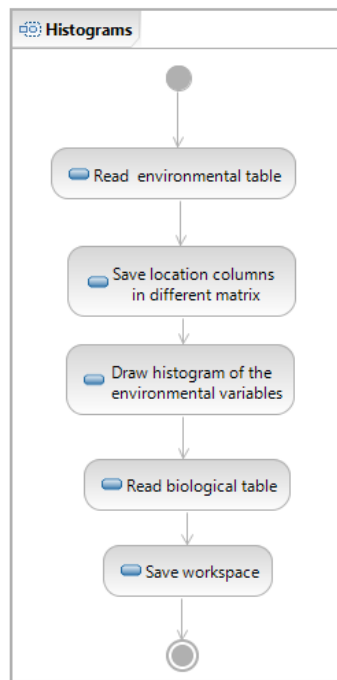 Histograms
Read environmental table
Save location columns
in different matrix
Draw histogram of the
environmental variables
Read biological table
Save workspace